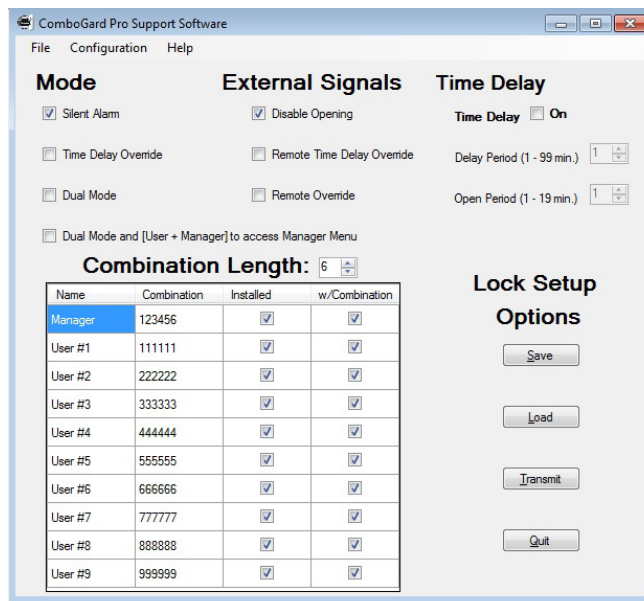 ComboGard Pro Support Software
File Configuration Help
Mode External Signals Time Delay
Silent Alarm Disable Opening Time Delay On
Time Delay Override Remote Time Delay Override Delay Period (1 - 99 min.) 1
Dual Mode Remote Override Open Period (1 - 19 min.) 1
Dual Mode and [User + Manager] to access Manager Menu
Combination Length: 6
Name Combination Installed w/Combination
Manager 123456
User #1 111111
User #2 222222
User #3 333333
User #4 444444
User #5 555555
User #6 666666
User #7 777777
User #8 888888
User #9 999999
Lock Setup
Options
Save
Load
Transmit
Quit